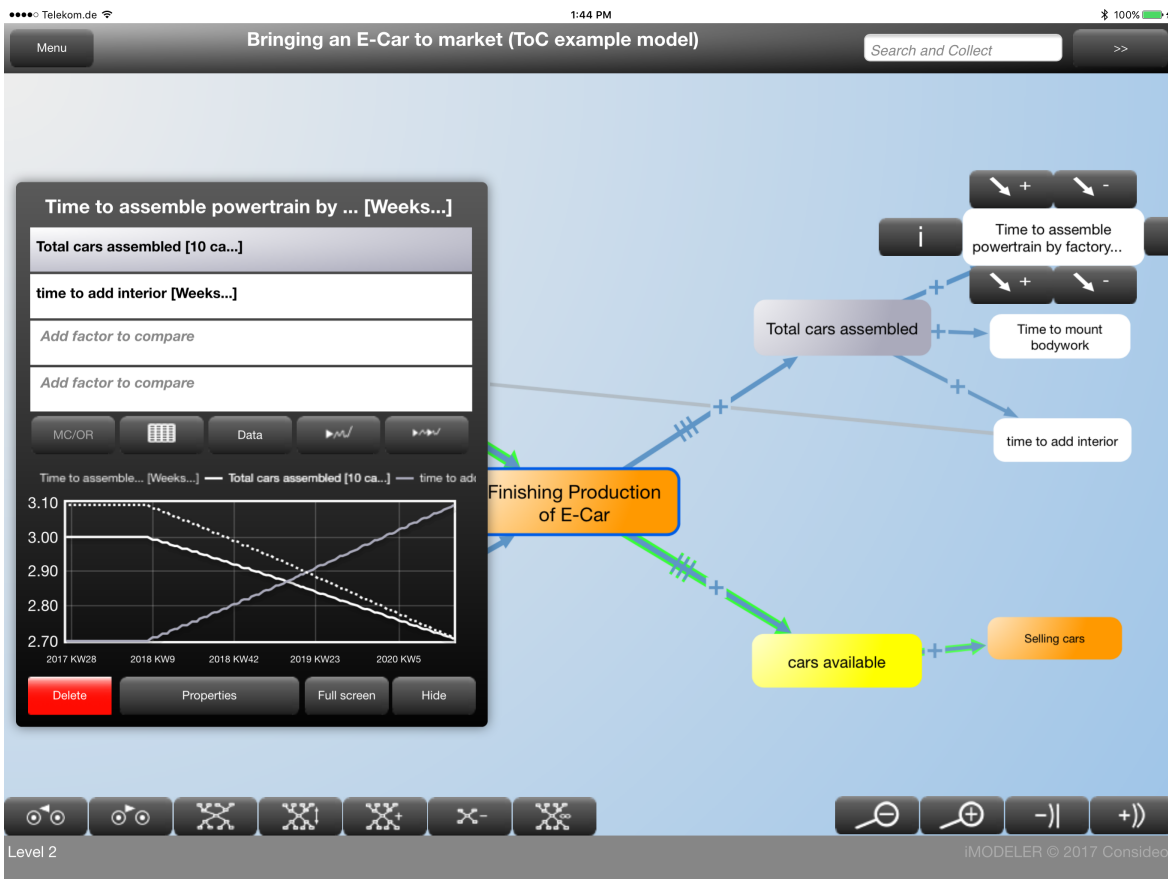 Telekom.de
1:44 PM
100%
Menu
Bringing an E-Car to market (ToC example model)
Search and Collect
>>
Time to assemble powertrain by ... [Weeks...]
Total cars assembled [10 ca...]
time to add interior [Weeks...]
Add factor to compare
Add factor to compare
MC/OR
Data
Time to assemble... [Weeks...]
Total cars assembled [10 ca...]
time to add
3.10
3.00
2.90
2.80
2.70
2017 KW28
2018 KW9
2018 KW42
2019 KW23
2020 KW5
Delete
Properties
Full screen
Hide
+
-
i
Time to assemble
powertrain by factory...
+
-
+
Total cars assembled
+
Time to mount
bodywork
+
time to add interior
+
Finishing Production
of E-Car
+
cars available
+
Selling cars
+
-
∞
-)|
+))
Level 2
iMODELER © 2017 Consideo